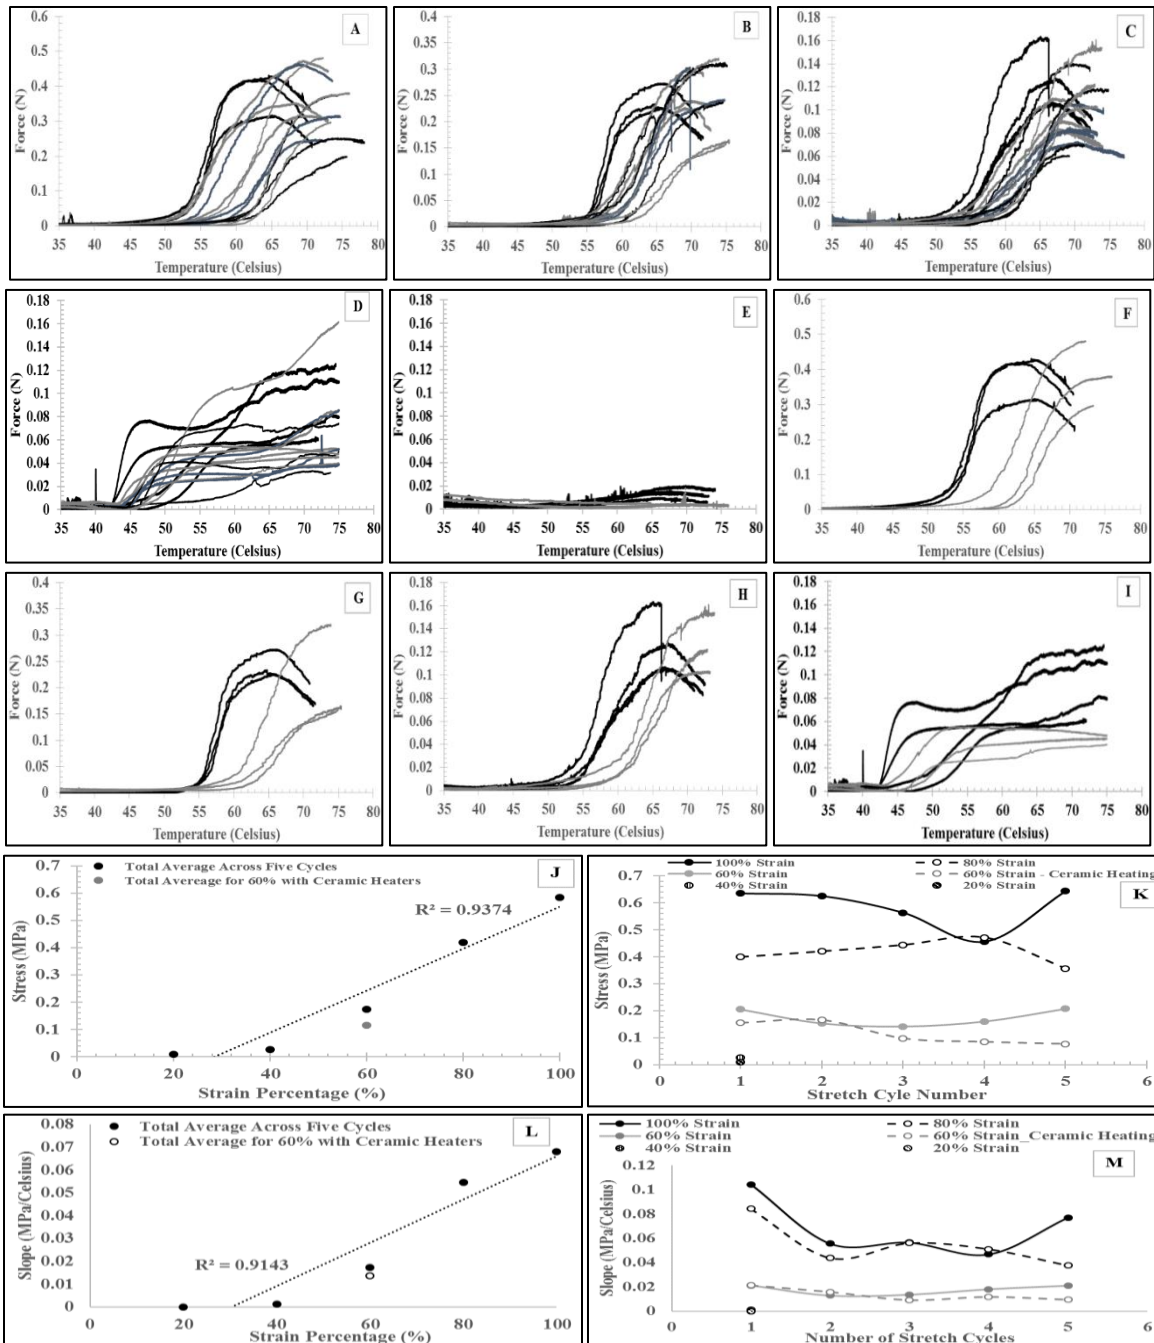 A
Force (N)
0.6
0.5
0.4
0.3
0.2
0.1
0
35 40 45 50 55 60 65 70 75 80
Temperature (Celsius)
B
Force (N)
0.4
0.35
0.3
0.25
0.2
0.15
0.1
0.05
0
35 40 45 50 55 60 65 70 75 80
Temperature (Celsius)
C
Force (N)
0.18
0.16
0.14
0.12
0.1
0.08
0.06
0.04
0.02
0
35 40 45 50 55 60 65 70 75 80
Temperature (Celsius)
D
Force (N)
0.18
0.16
0.14
0.12
0.1
0.08
0.06
0.04
0.02
0
35 40 45 50 55 60 65 70 75 80
Temperature (Celsius)
E
Force (N)
0.18
0.16
0.14
0.12
0.1
0.08
0.06
0.04
0.02
0
35 40 45 50 55 60 65 70 75 80
Temperature (Celsius)
F
Force (N)
0.6
0.5
0.4
0.3
0.2
0.1
0
35 40 45 50 55 60 65 70 75 80
Temperature (Celsius)
G
Force (N)
0.4
0.35
0.3
0.25
0.2
0.15
0.1
0.05
0
35 40 45 50 55 60 65 70 75 80
Temperature (Celsius)
H
Force (N)
0.18
0.16
0.14
0.12
0.1
0.08
0.06
0.04
0.02
0
35 40 45 50 55 60 65 70 75 80
Temperature (Celsius)
I
Force (N)
0.18
0.16
0.14
0.12
0.1
0.08
0.06
0.04
0.02
0
35 40 45 50 55 60 65 70 75 80
Temperature (Celsius)
Total Average Across Five Cycles
Total Avereage for 60% with Ceramic Heaters
J
R² = 0.9374
Stress (MPa)
0.7
0.6
0.5
0.4
0.3
0.2
0.1
0
0 20 40 60 80 100
Strain Percentage (%)
100% Strain
80% Strain
60% Strain
60% Strain - Ceramic Heating
40% Strain
20% Strain
K
Stress (MPa)
0.7
0.6
0.5
0.4
0.3
0.2
0.1
0
0 1 2 3 4 5 6
Stretch Cyle Number
Total Average Across Five Cycles
Total Average for 60% with Ceramic Heaters
L
R² = 0.9143
Slope (MPa/Celsius)
0.08
0.07
0.06
0.05
0.04
0.03
0.02
0.01
0
0 20 40 60 80 100
Strain Percentage (%)
100% Strain
80% Strain
60% Strain
60% Strain_Ceramic Heating
40% Strain
20% Strain
M
Slope (MPa/Celsius)
0.12
0.1
0.08
0.06
0.04
0.02
0
0 1 2 3 4 5 6
Number of Stretch Cycles